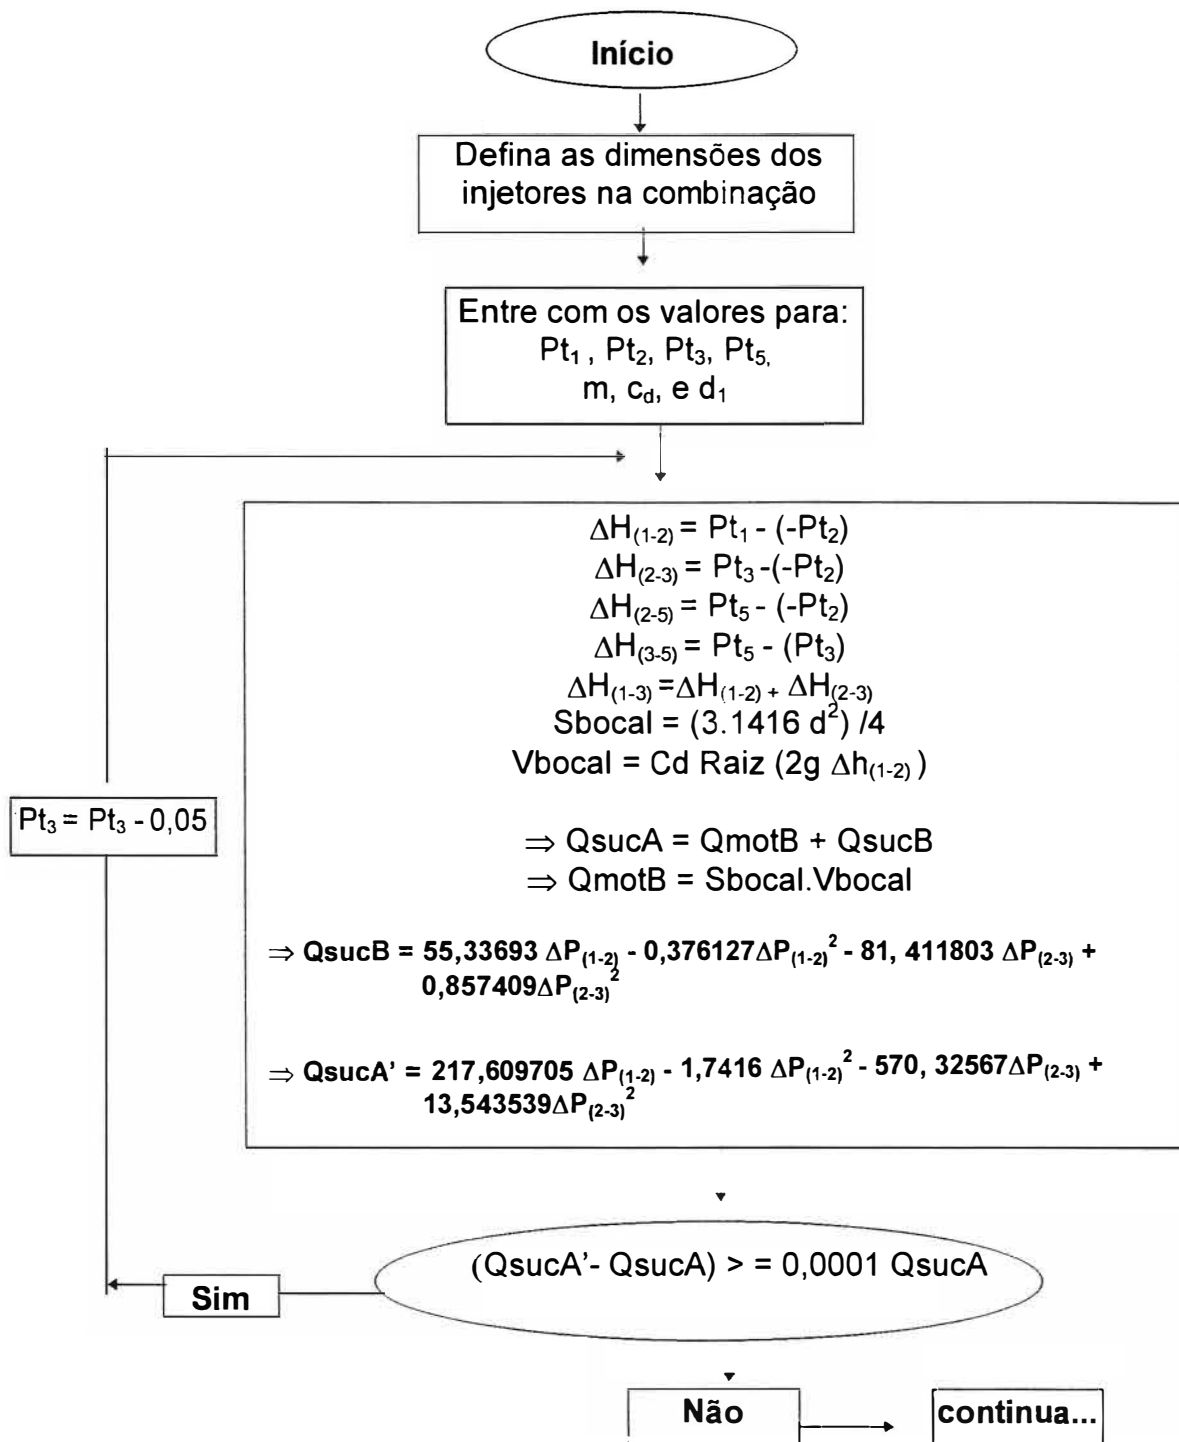 Início
Defina as dimensões dos
injetores na combinação
Entre com os valores para:
Pt₁ , Pt₂, Pt₃, Pt₅,
m, c_d, e d₁
ΔH₍₁₋₂₎ = Pt₁ - (-Pt₂)
ΔH₍₂₋₃₎ = Pt₃ -(-Pt₂)
ΔH₍₂₋₅₎ = Pt₅ - (-Pt₂)
ΔH₍₃₋₅₎ = Pt₅ - (Pt₃)
ΔH₍₁₋₃₎ =ΔH₍₁₋₂₎ + ΔH₍₂₋₃₎
Sbocal = (3.1416 d²) /4
Vbocal = Cd Raiz (2g Δh₍₁₋₂₎ )
Pt₃ = Pt₃ - 0,05
⇒ QsucA = QmotB + QsucB
⇒ QmotB = Sbocal.Vbocal
⇒ QsucB = 55,33693 ΔP₍₁₋₂₎ - 0,376127ΔP₍₁₋₂₎² - 81, 411803 ΔP₍₂₋₃₎ +
0,857409ΔP₍₂₋₃₎²
⇒ QsucA’ = 217,609705 ΔP₍₁₋₂₎ - 1,7416 ΔP₍₁₋₂₎² - 570, 32567ΔP₍₂₋₃₎ +
13,543539ΔP₍₂₋₃₎²
(QsucA’- QsucA) > = 0,0001 QsucA
Sim
Não
continua...